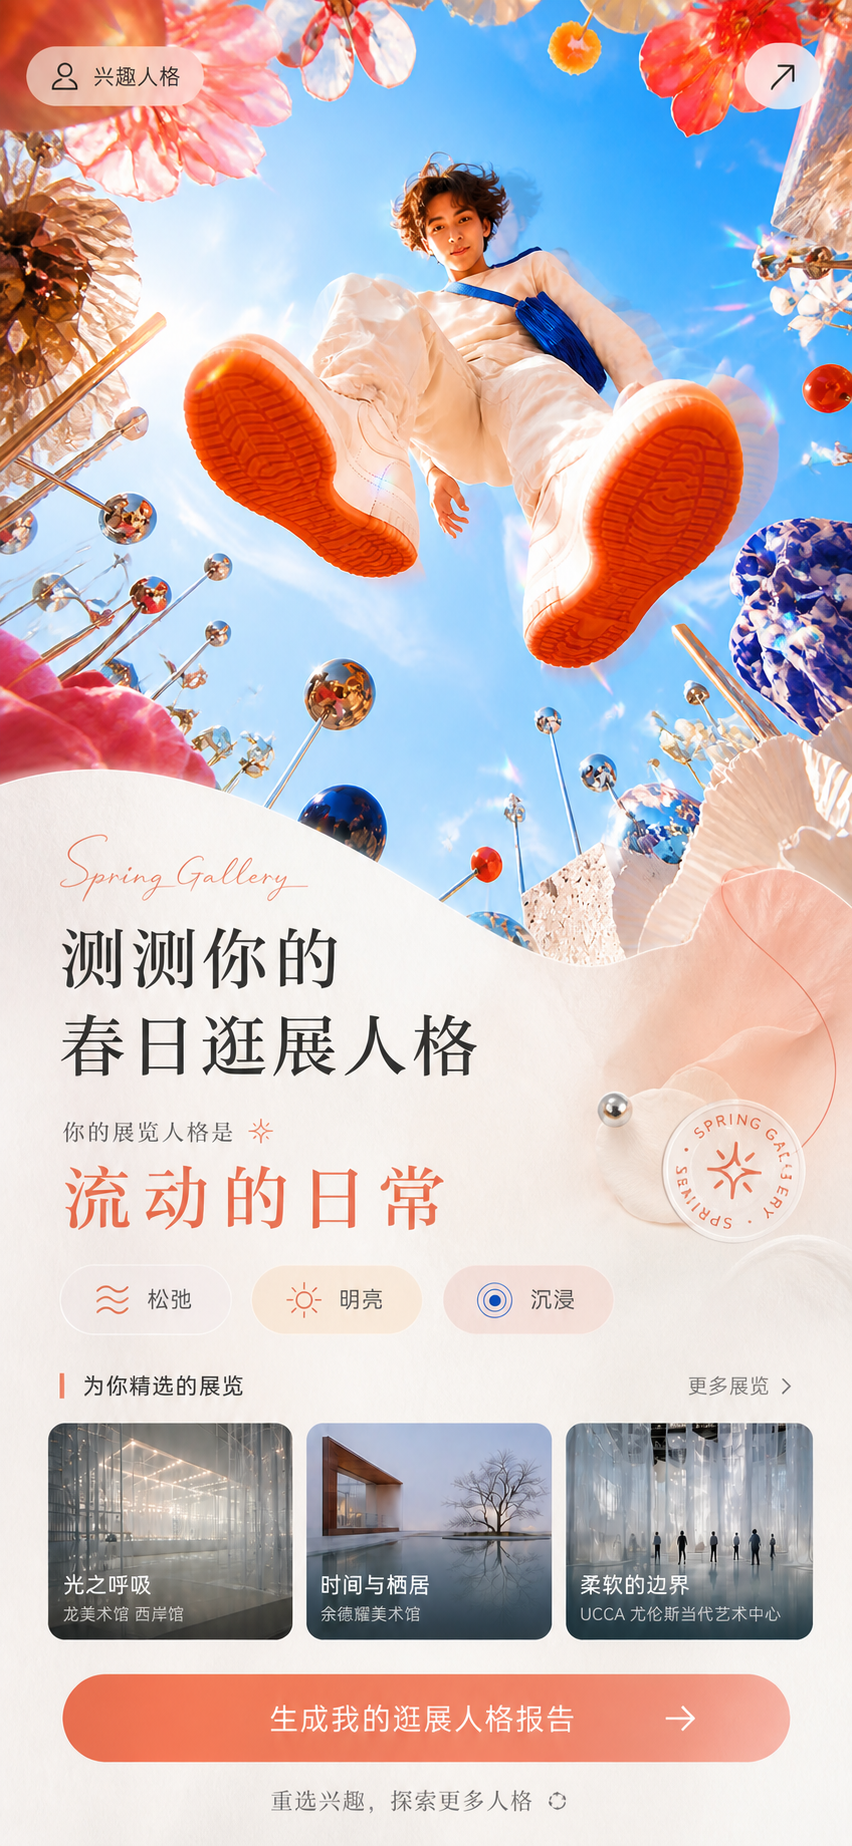 兴趣人格
Spring Gallery
测测你的
春日逛展人格
你的展览人格是
流动的日常
SPRING GALLERY
松弛
明亮
沉浸
为你精选的展览
更多展览
光之呼吸
龙美术馆 西岸馆
时间与栖居
余德耀美术馆
柔软的边界
UCCA 尤伦斯当代艺术中心
生成我的逛展人格报告
重选兴趣，探索更多人格